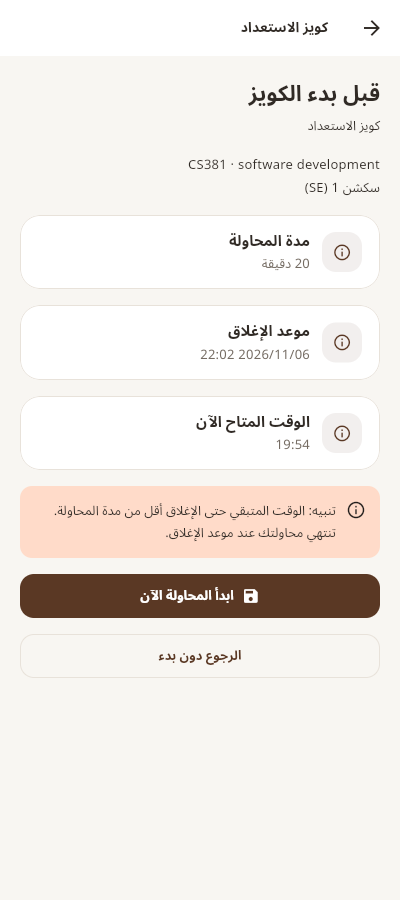 كويز الاستعداد
قبل بدء الكويز
كويز الاستعداد
CS381 · software development
سكشن 1 (SE)
مدة المحاولة
20 دقيقة
موعد الإغلاق
22:02 2026/11/06
الوقت المتاح الآن
19:54
تنبيه: الوقت المتبقي حتى الإغلاق أقل من مدة المحاولة.
تنتهي محاولتك عند موعد الإغلاق.
ابدأ المحاولة الآن
الرجوع دون بدء